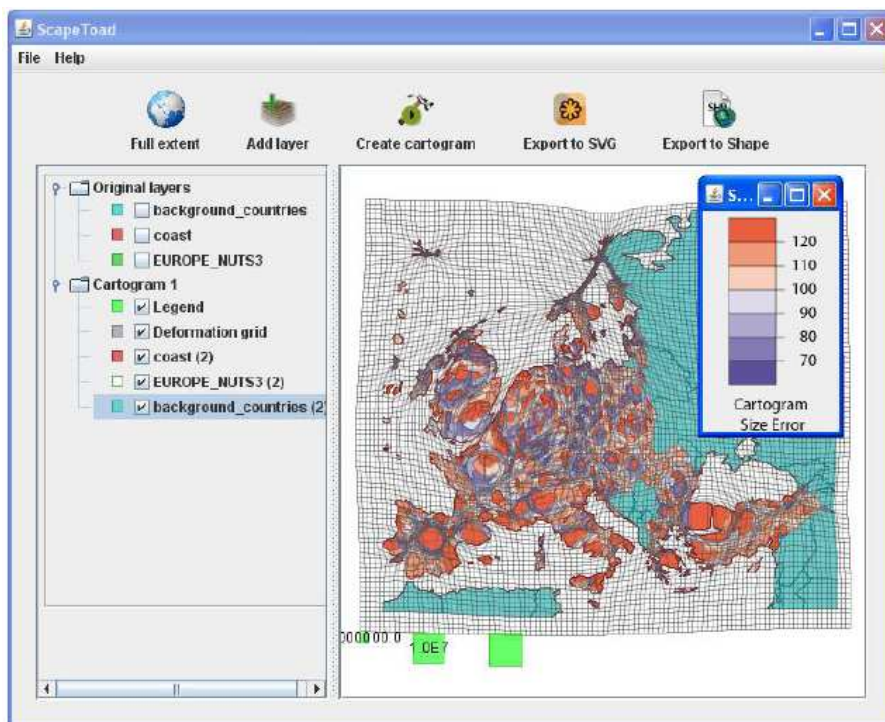 ScapeToad
File Help
Full extent
Add layer
Create cartogram
Export to SVG
Export to Shape
Original layers
background_countries
coast
EUROPE_NUTS3
Cartogram 1
Legend
Deformation grid
coast (2)
EUROPE_NUTS3 (2)
background_countries (2)
S...
120
110
100
90
80
70
Cartogram
Size Error
1.0E7